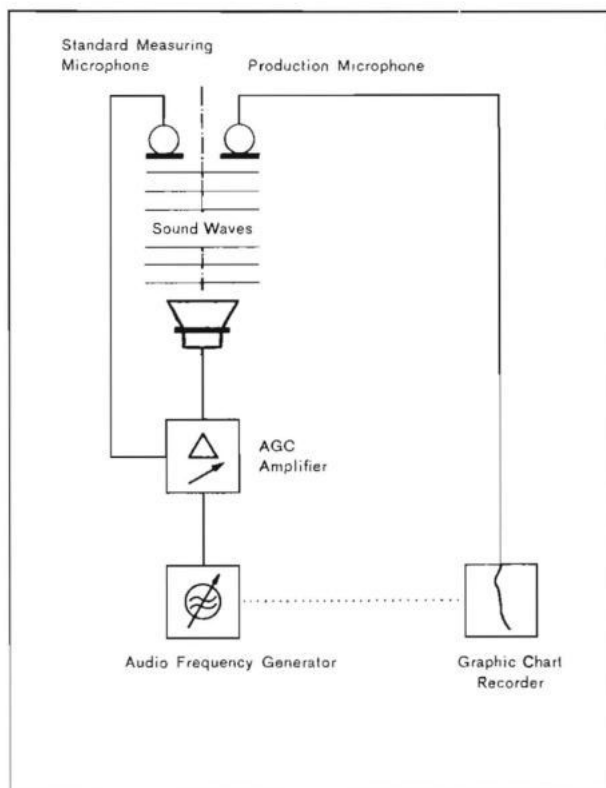 Standard Measuring
Microphone
Production Microphone
Sound Waves
AGC
Amplifier
Audio Frequency Generator
Graphic Chart
Recorder